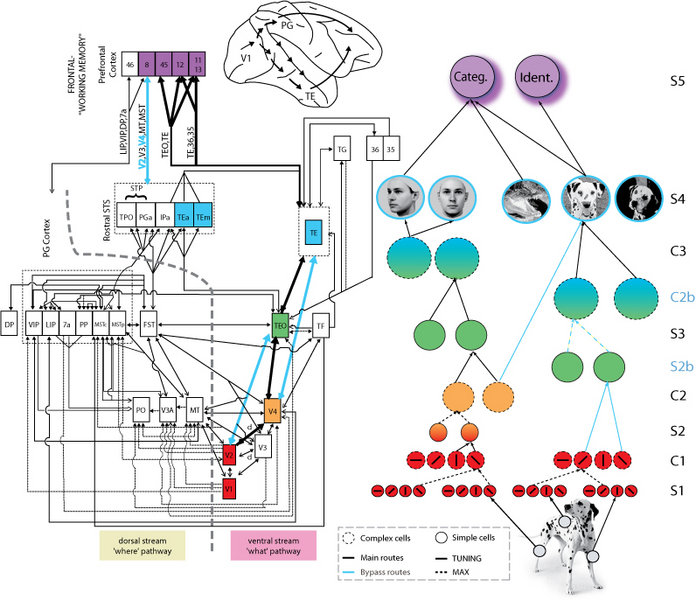 FRONTAL-
"WORKING MEMORY"
Prefrontal
Cortex
46
8
45
12
11
13
V1
PG
TE
LIP,VIP,DP,7a
V2,V3,V4,MT,MST
TEO,TE
TE,36,35
TG
36
35
PG Cortex
Rostral STS
STP
TPO
PGa
IPa
TEa
TEm
TE
DP
VIP
LIP
7a
PP
MSTc
MSTp
FST
TEO
TF
PO
V3A
MT
V4
d
V2
V3
d
V1
dorsal stream
'where' pathway
ventral stream
'what' pathway
Categ.
Ident.
S5
S4
C3
C2b
S3
S2b
C2
S2
C1
S1
Complex cells
Simple cells
Main routes
TUNING
Bypass routes
MAX